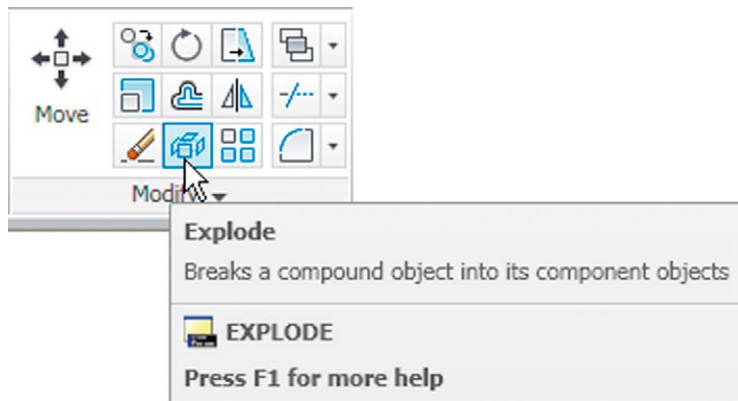 Move
Modify
Explode
Breaks a compound object into its component objects
EXPLODE
Press F1 for more help